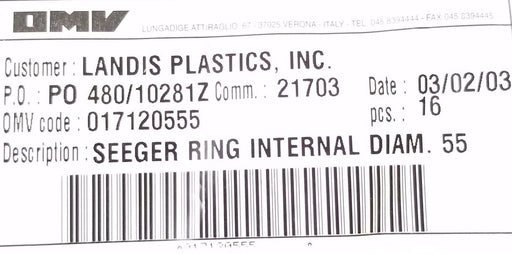 OMV LUNGADIGE ATTIRAGLIO, 67 - 37025 VERONA - ITALY - TEL. 045 8394444 - FAX 045 8394445
Customer : LANDIS PLASTICS, INC.
P.O. : PO 480/10281Z Comm. : 21703 Date : 03/02/03
OMV code : 017120555 pcs. : 16
Description : SEEGER RING INTERNAL DIAM. 55